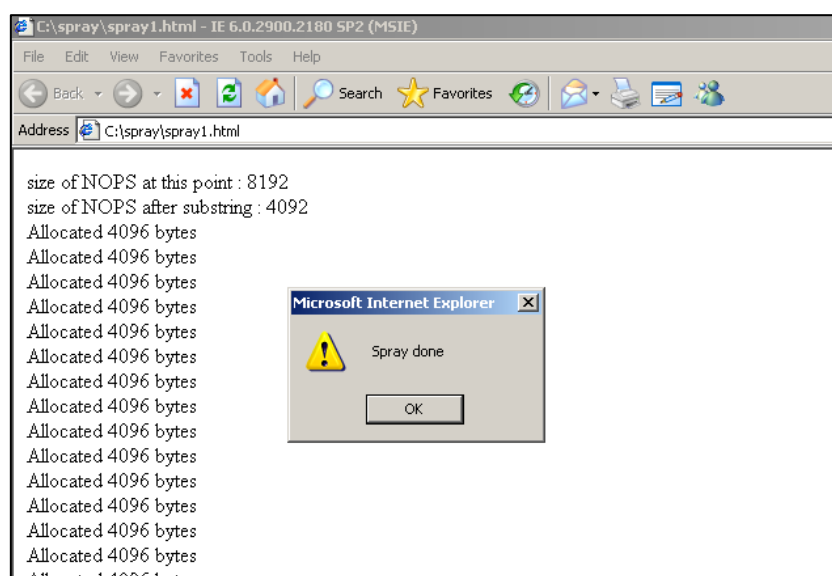 C:\spray\spray1.html - IE 6.0.2900.2180 SP2 (MSIE)
File Edit View Favorites Tools Help
Back Search Favorites
Address C:\spray\spray1.html
size of NOPS at this point : 8192
size of NOPS after substring : 4092
Allocated 4096 bytes
Allocated 4096 bytes
Allocated 4096 bytes
Allocated 4096 bytes
Allocated 4096 bytes
Allocated 4096 bytes
Allocated 4096 bytes
Allocated 4096 bytes
Allocated 4096 bytes
Allocated 4096 bytes
Allocated 4096 bytes
Allocated 4096 bytes
Allocated 4096 bytes
Allocated 4096 bytes
Microsoft Internet Explorer
Spray done
OK